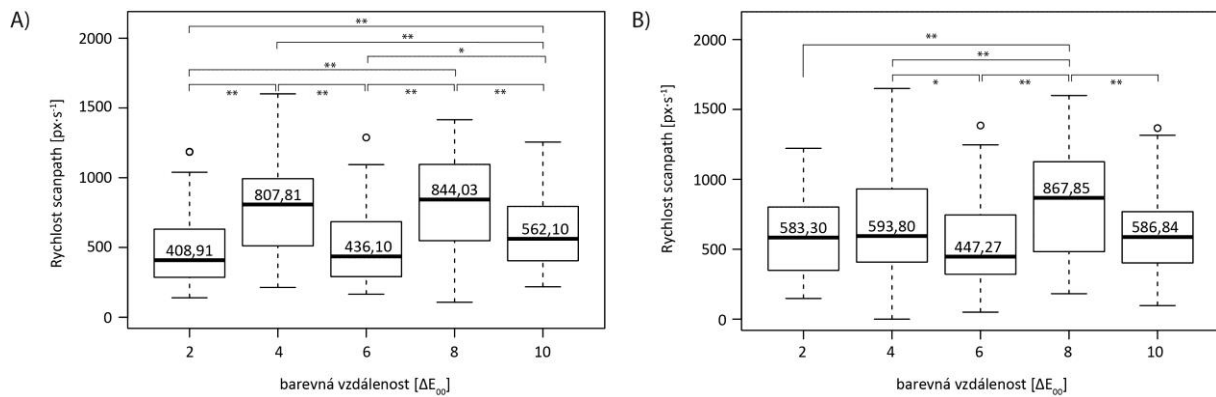 A)
Rychlost scanpath [px·s⁻¹]
2000
1500
1000
500
0
**
**
*
**
** ** ** **
408,91
807,81
436,10
844,03
562,10
2 4 6 8 10
barevná vzdálenost [ΔE₀₀]
B)
Rychlost scanpath [px·s⁻¹]
2000
1500
1000
500
0
**
**
* ** **
583,30
593,80
447,27
867,85
586,84
2 4 6 8 10
barevná vzdálenost [ΔE₀₀]